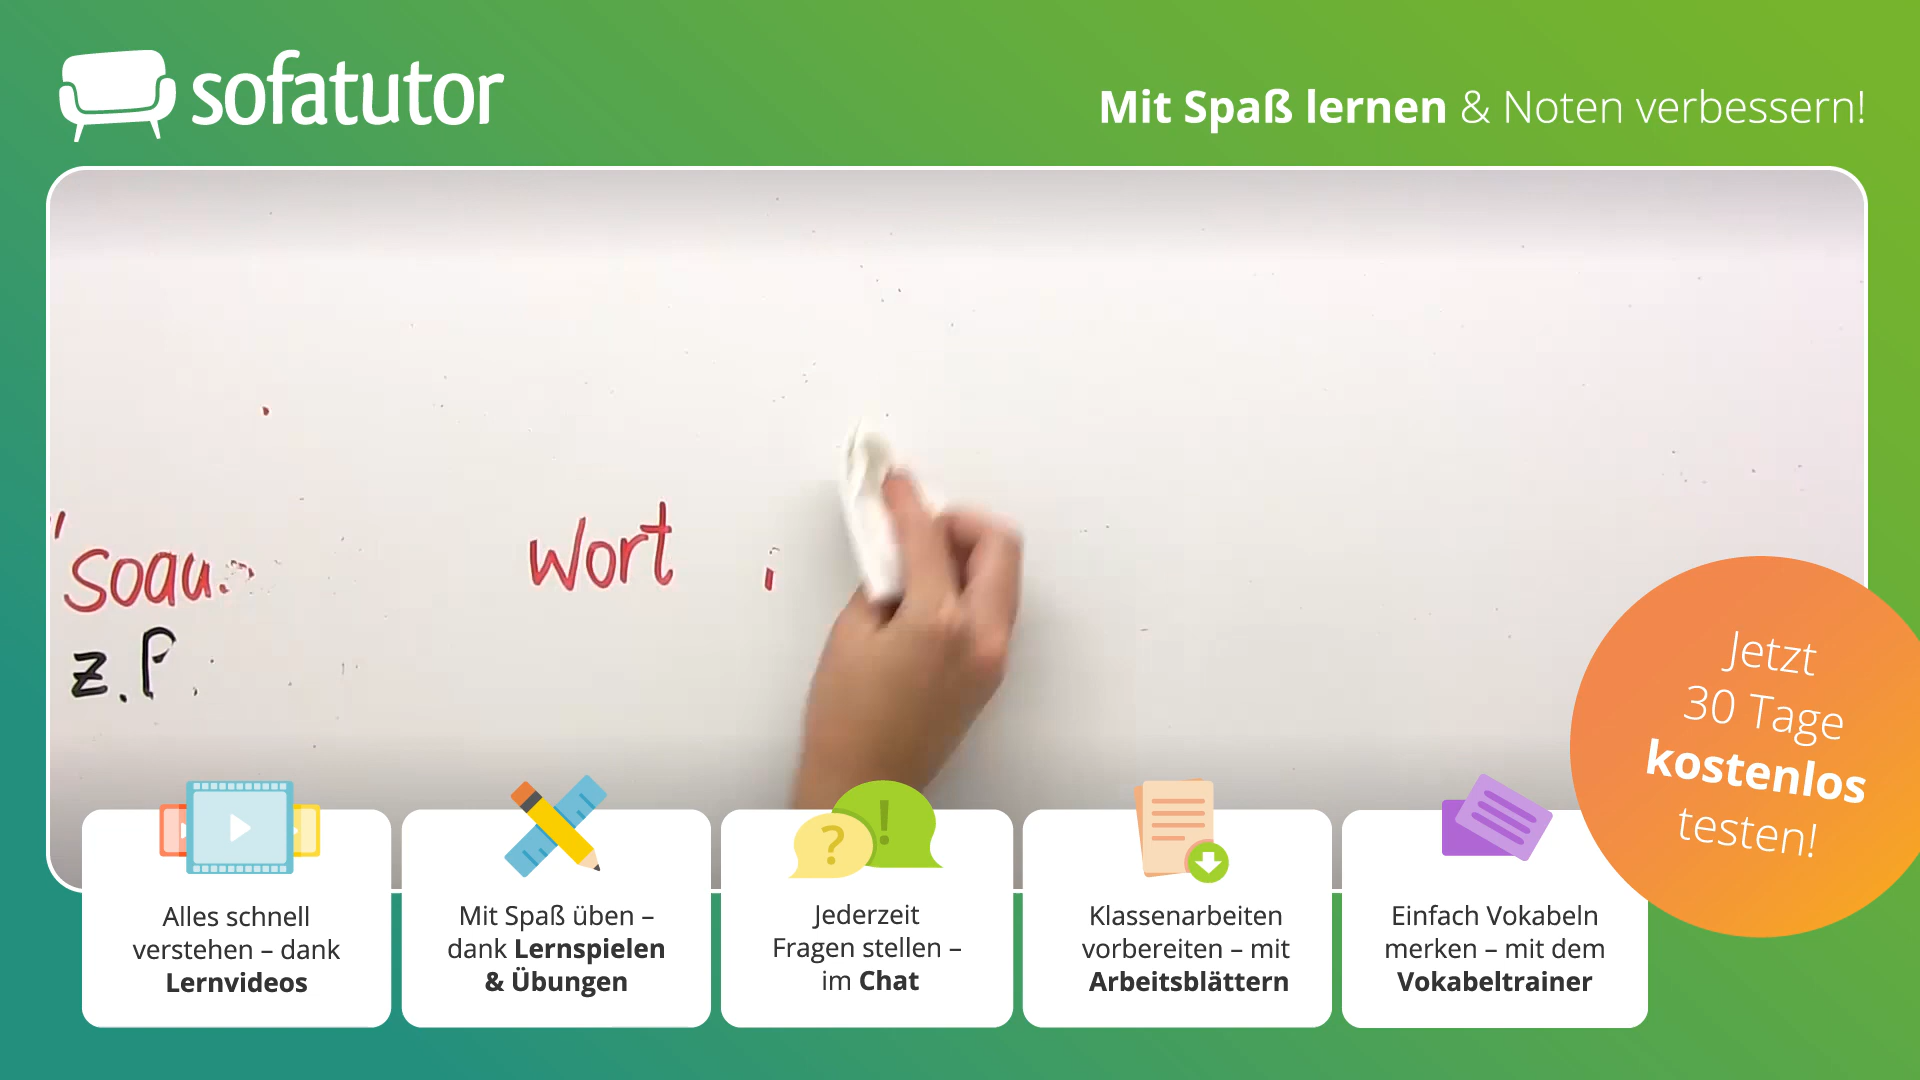 sofatutor
Mit Spaß lernen & Noten verbessern!
wort
z.
Jetzt
30 Tage
kostenlos
testen!
Alles schnell
verstehen – dank
Lernvideos
Mit Spaß üben –
dank Lernspielen
& Übungen
Jederzeit
Fragen stellen –
im Chat
Klassenarbeiten
vorbereiten – mit
Arbeitsblättern
Einfach Vokabeln
merken – mit dem
Vokabeltrainer